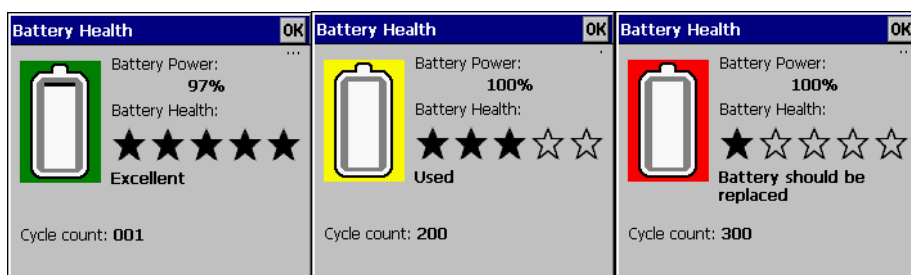 Battery Health OK
Battery Power:
97%
Battery Health:
Excellent
Cycle count: 001
Battery Health OK
Battery Power:
100%
Battery Health:
Used
Cycle count: 200
Battery Health OK
Battery Power:
100%
Battery Health:
Battery should be
replaced
Cycle count: 300